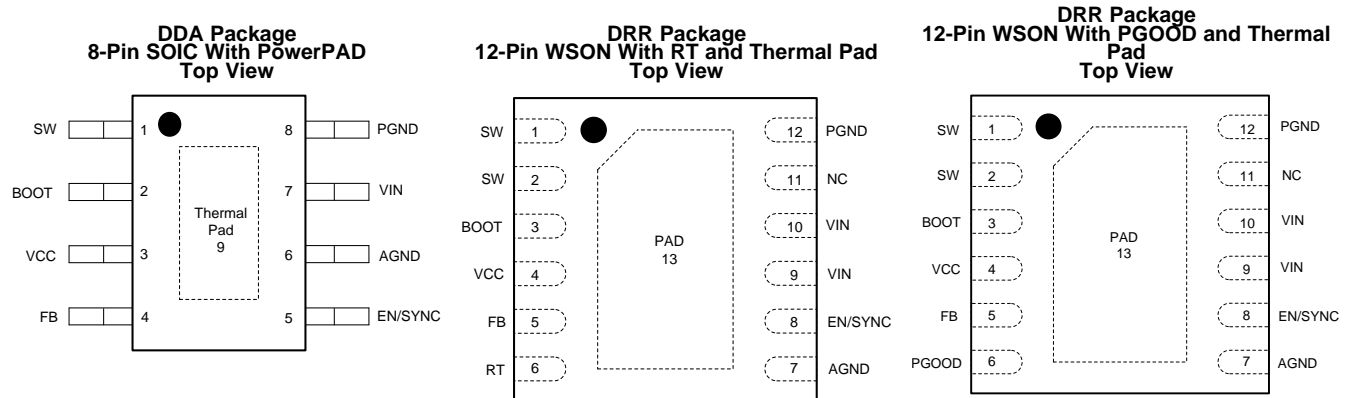 DDA Package
8-Pin SOIC With PowerPAD
Top View
SW 1
8 PGND
BOOT 2
7 VIN
VCC 3
6 AGND
FB 4
5 EN/SYNC
Thermal
Pad
9
DRR Package
12-Pin WSON With RT and Thermal Pad
Top View
SW 1
12 PGND
SW 2
11 NC
BOOT 3
10 VIN
VCC 4
9 VIN
FB 5
8 EN/SYNC
RT 6
7 AGND
PAD
13
DRR Package
12-Pin WSON With PGOOD and Thermal
Pad
Top View
SW 1
12 PGND
SW 2
11 NC
BOOT 3
10 VIN
VCC 4
9 VIN
FB 5
8 EN/SYNC
PGOOD 6
7 AGND
PAD
13